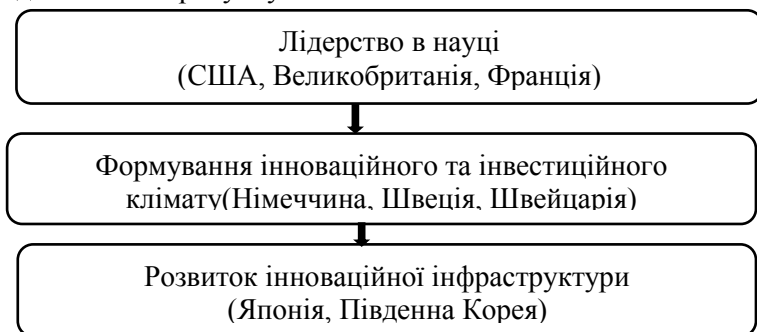 Лідерство в науці
(США, Великобританія, Франція)
Формування інноваційного та інвестиційного
клімату(Німеччина, Швеція, Швейцарія)
Розвиток інноваційної інфраструктури
(Японія, Південна Корея)